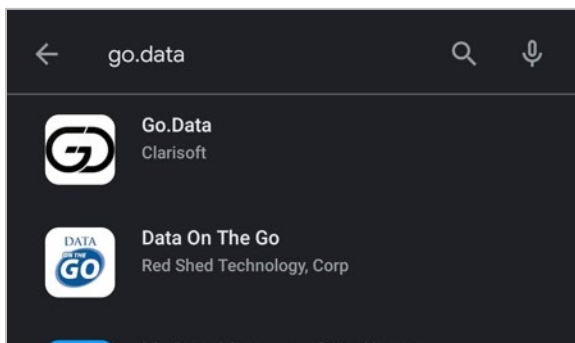 go.data
Go.Data
Clarisoft
DATA
ON THE
GO
Data On The Go
Red Shed Technology, Corp